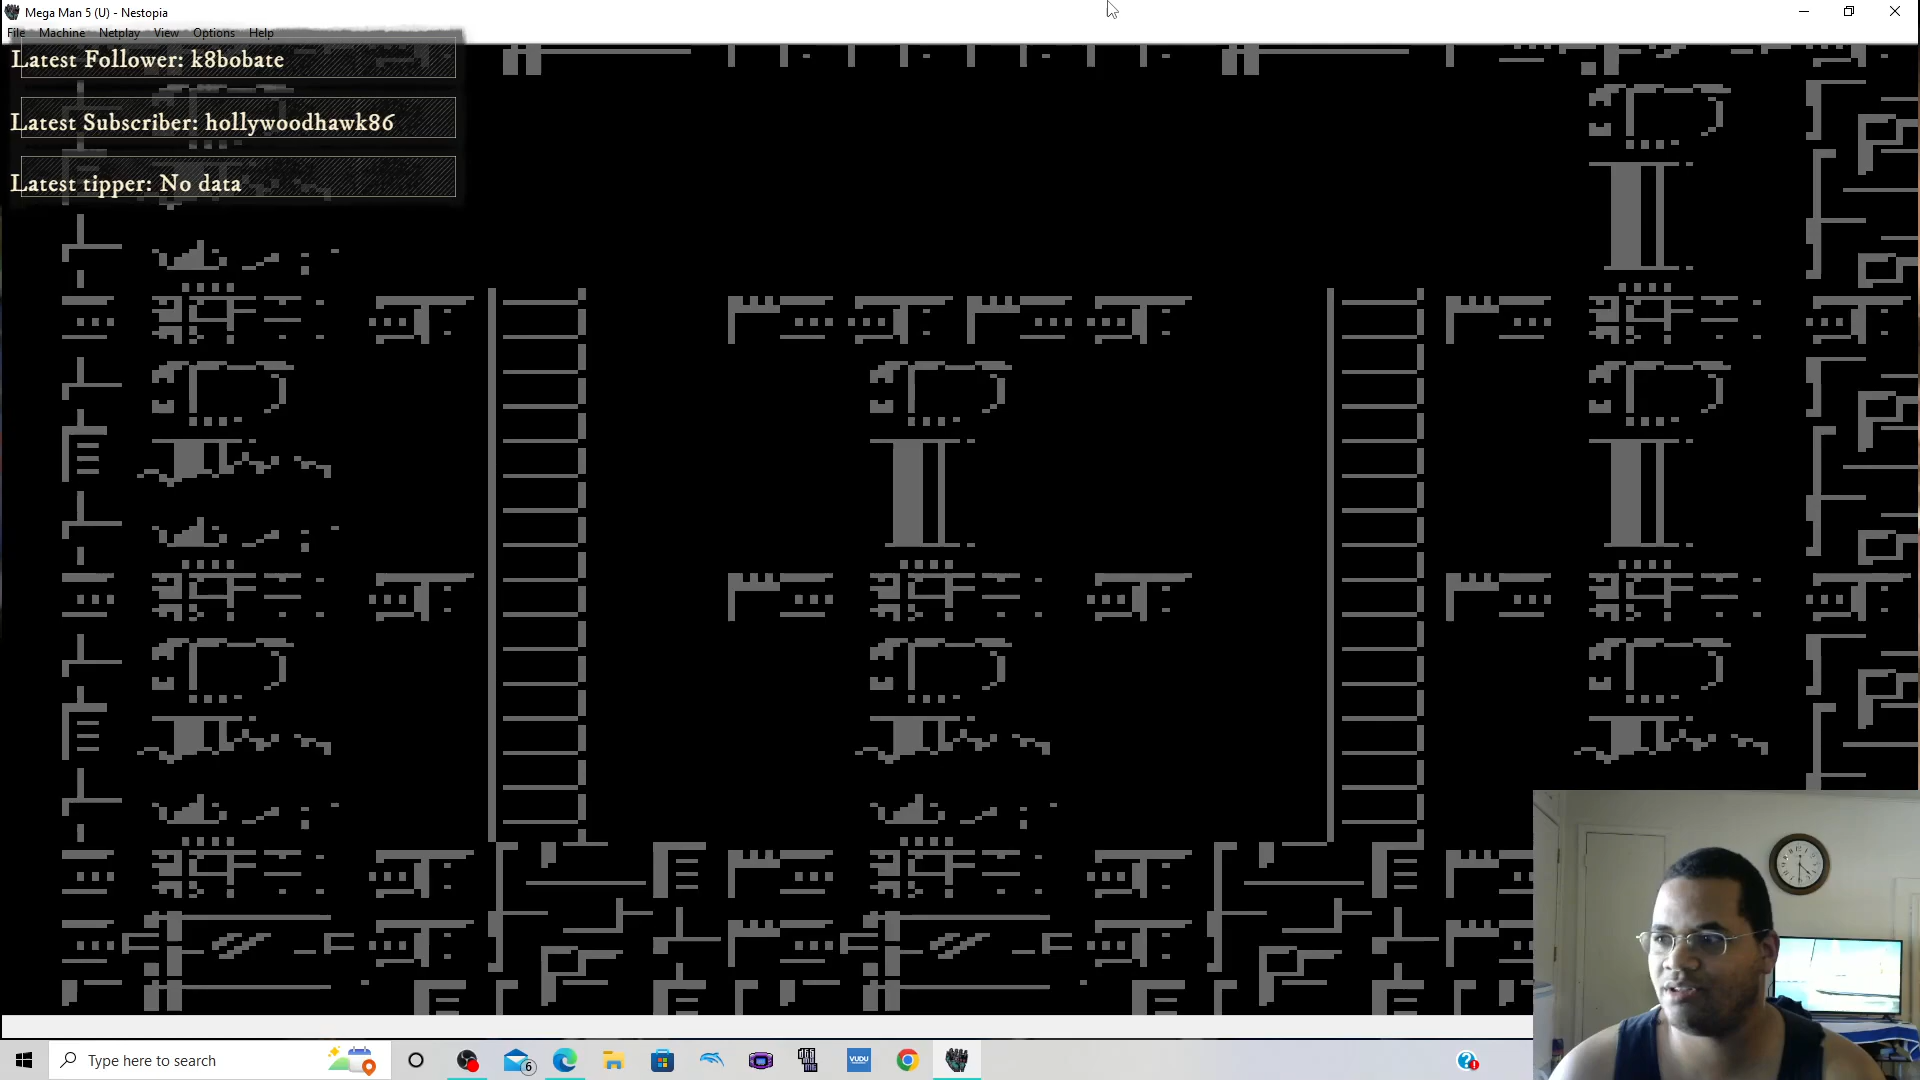 Mega Man 5 (U) - Nestopia
File Machine Netplay View Options Help
Latest Follower: k8bobate
Latest Subscriber: hollywoodhawk86
Latest tipper: No data
Type here to search
6
VUDU